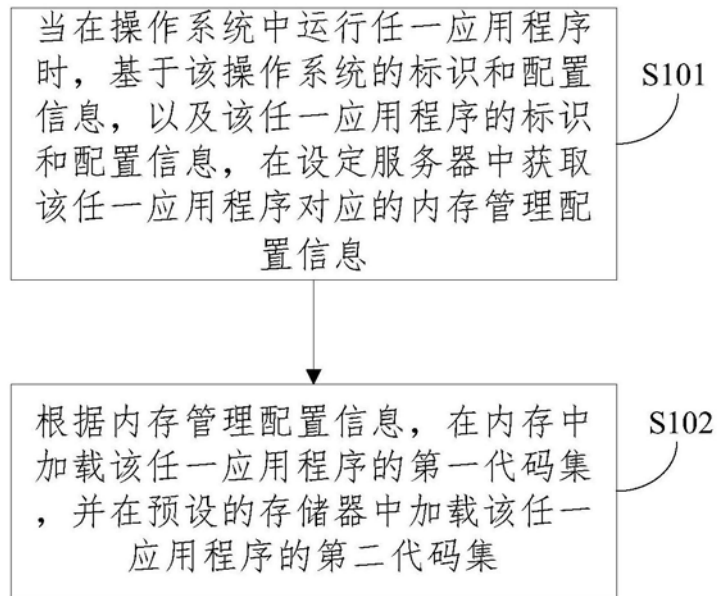 当在操作系统中运行任一应用程序
时，基于该操作系统的标识和配置
信息，以及该任一应用程序的标识
和配置信息，在设定服务器中获取
该任一应用程序对应的内存管理配
置信息
S101
根据内存管理配置信息，在内存中
加载该任一应用程序的第一代码集
，并在预设的存储器中加载该任一
应用程序的第二代码集
S102